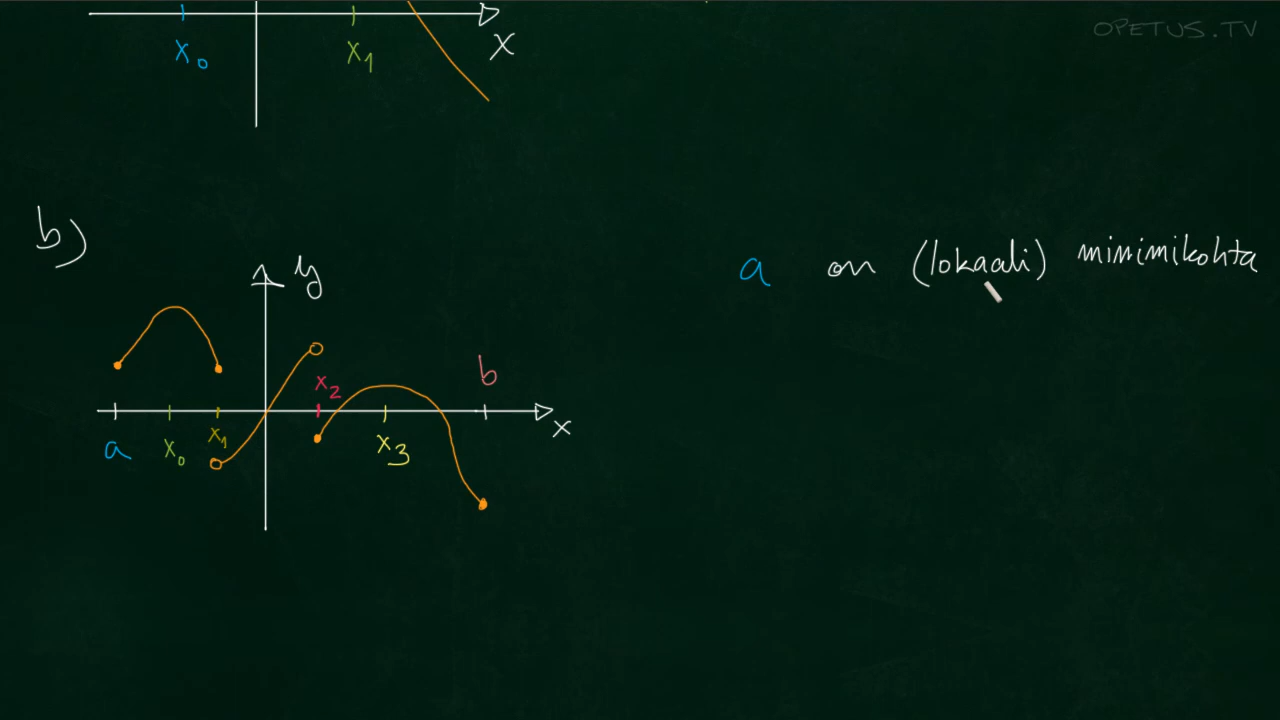 OPETUS.TV
x₀ x₁ x
b)
a on (lokaali) minimikohta
y
b
x₂
a x₀ x₁ x₃ x